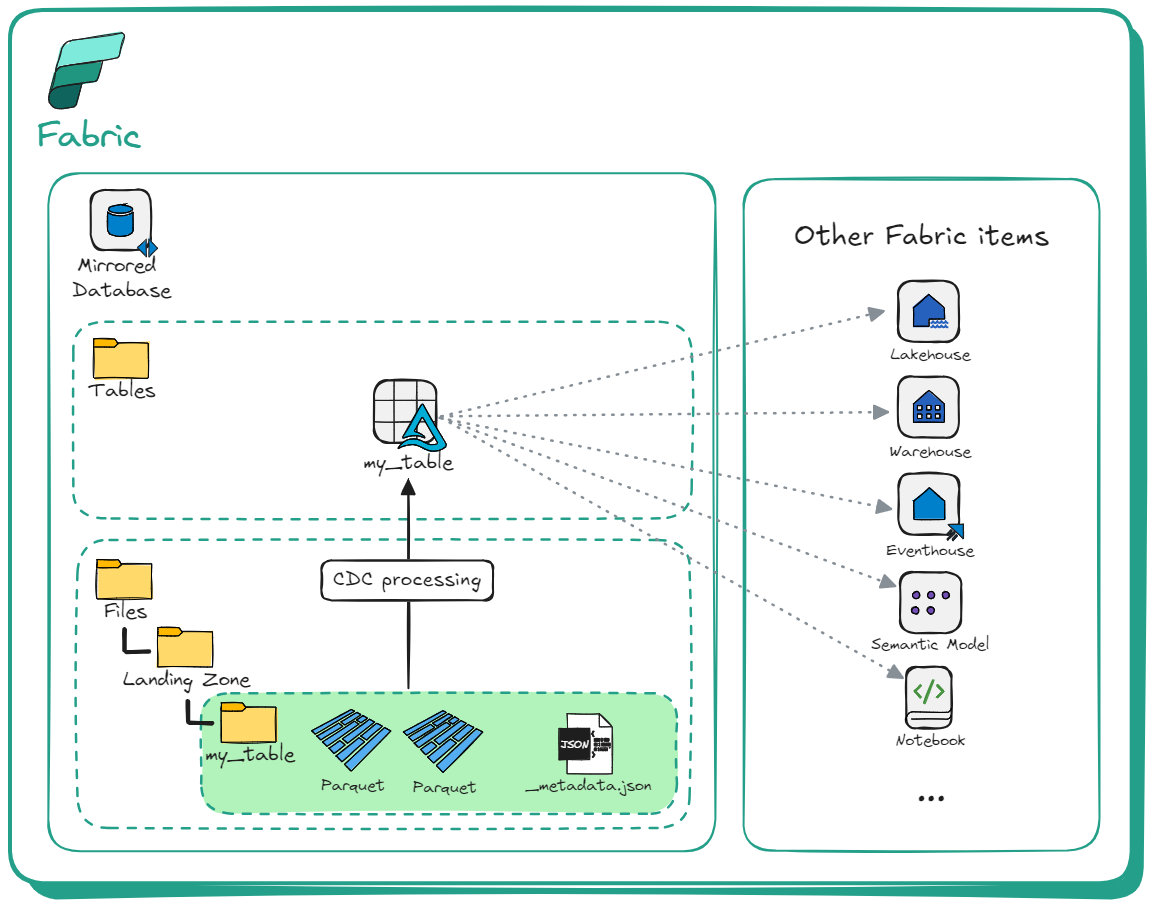 Fabric
Mirrored
Database
Tables
my_table
CDC processing
Files
Landing Zone
my_table
Parquet
Parquet
JSON
_metadata.json
Other Fabric items
Lakehouse
Warehouse
Eventhouse
Semantic Model
</>
Notebook
...